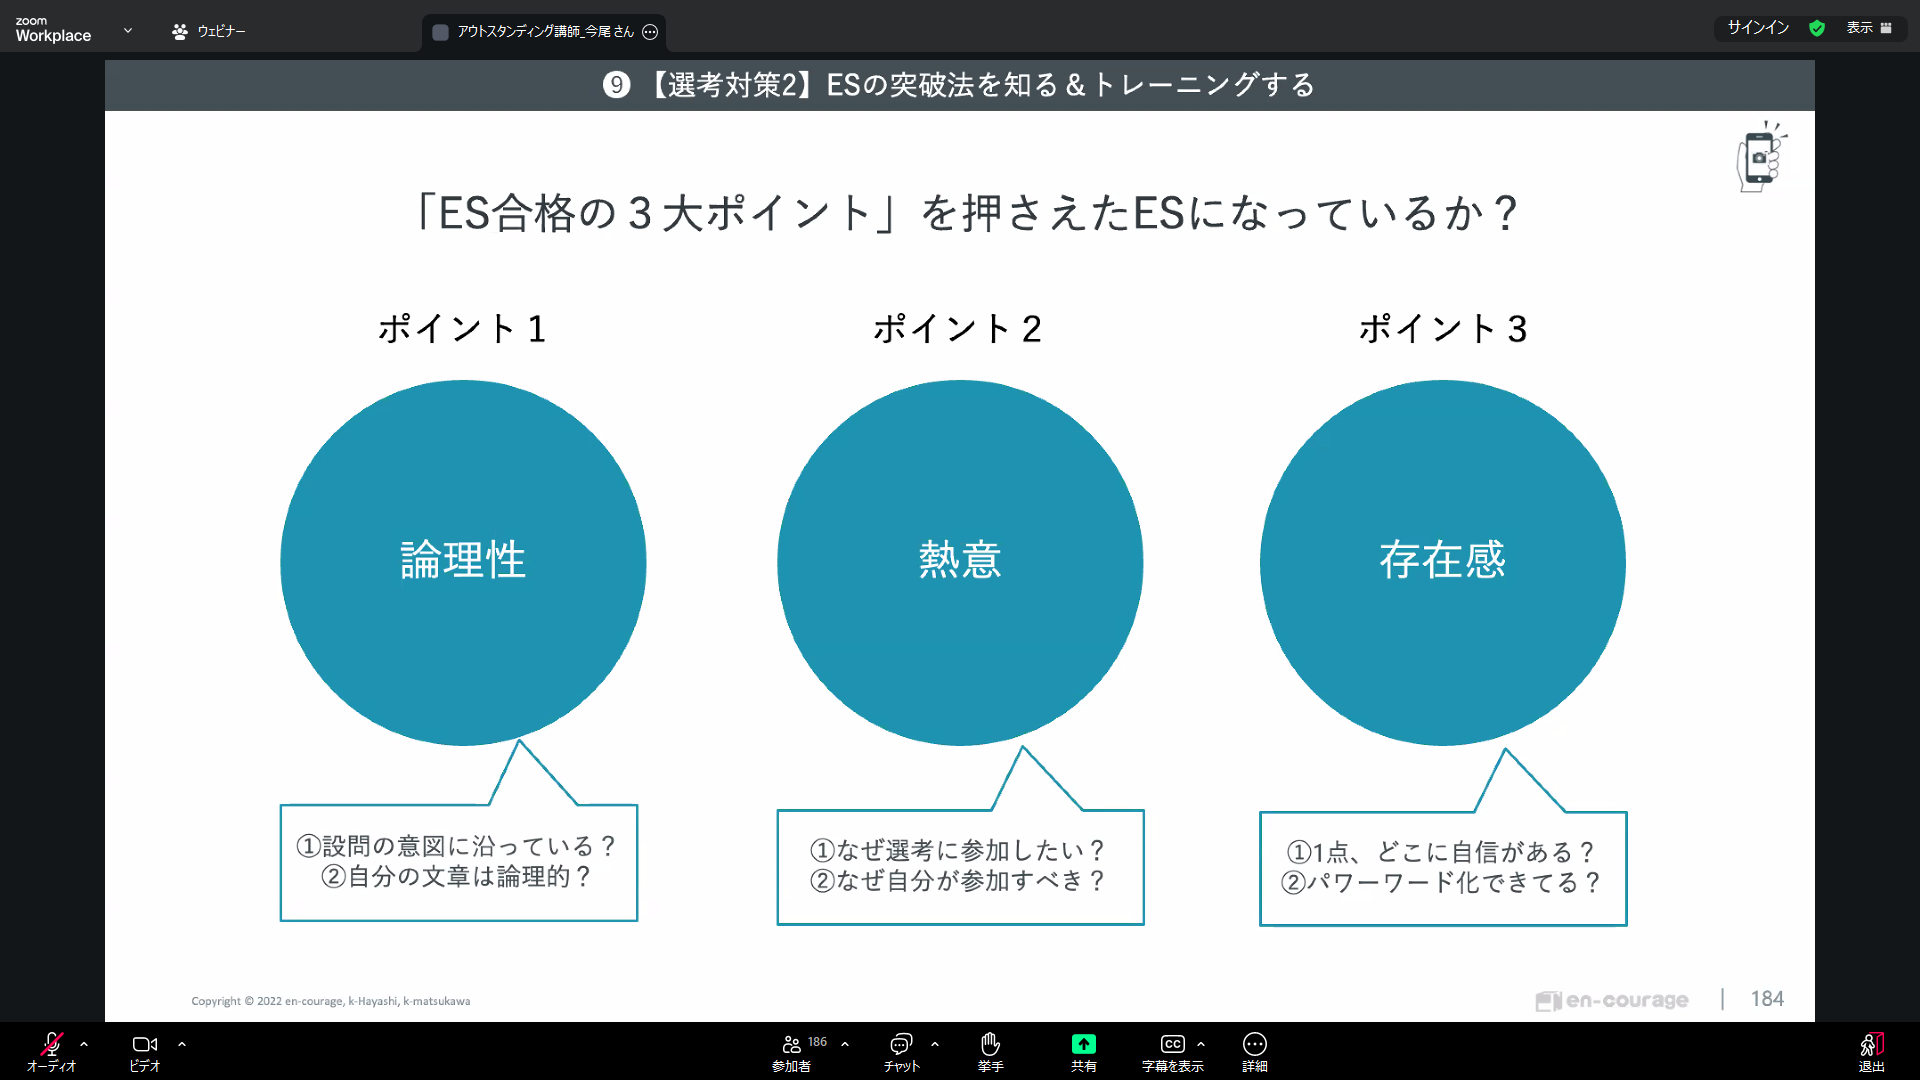 zoom
Workplace
ウェビナー
アウトスタンディング講師_今尾 さん
サインイン
表示
❾ 【選考対策2】ESの突破法を知る＆トレーニングする
「ES合格の３大ポイント」を押さえたESになっているか？
ポイント１
ポイント２
ポイント３
論理性
熱意
存在感
①設問の意図に沿っている？
②自分の文章は論理的？
①なぜ選考に参加したい？
②なぜ自分が参加すべき？
①1点、どこに自信がある？
②パワーワード化できてる？
Copyright © 2022 en-courage, k-Hayashi, k-matsukawa
en-courage
| 184
オーディオ
ビデオ
186
参加者
チャット
挙手
共有
CC
字幕を表示
詳細
退出